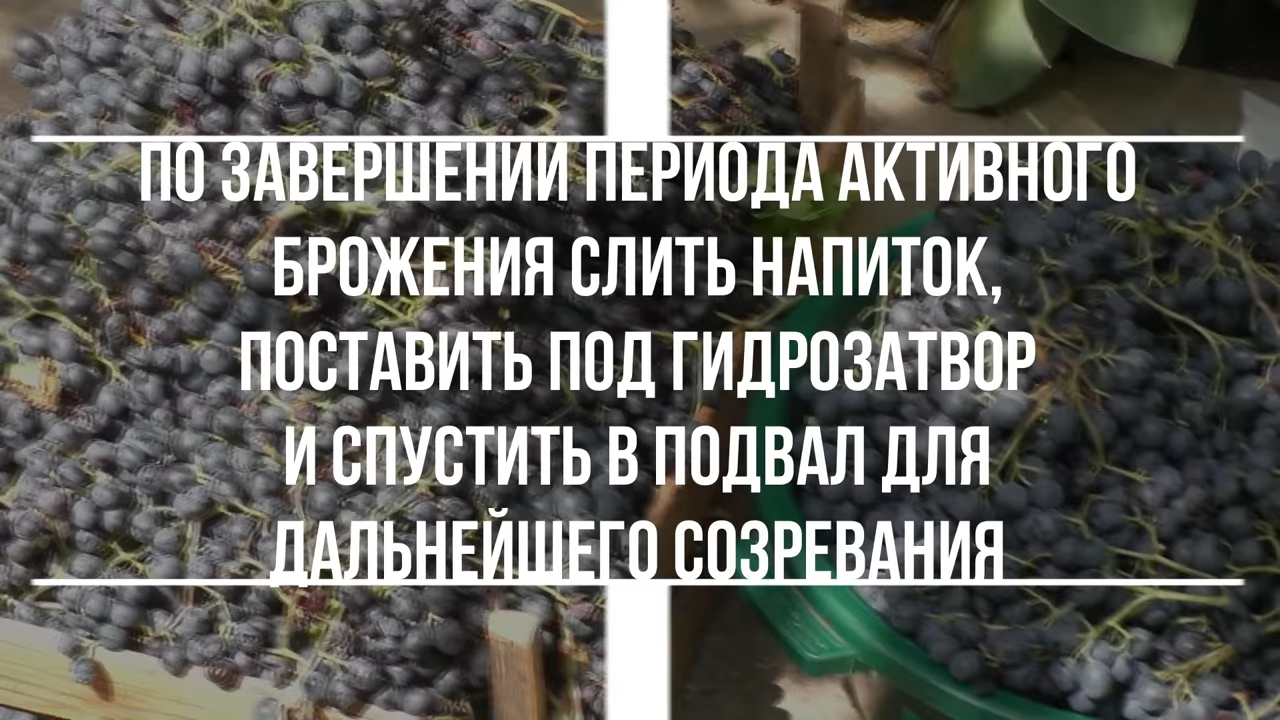 ПО ЗАВЕРШЕНИИ ПЕРИОДА АКТИВНОГО
БРОЖЕНИЯ СЛИТЬ НАПИТОК,
ПОСТАВИТЬ ПОД ГИДРОЗАТВОР
И СПУСТИТЬ В ПОДВАЛ ДЛЯ
ДАЛЬНЕЙШЕГО СОЗРЕВАНИЯ